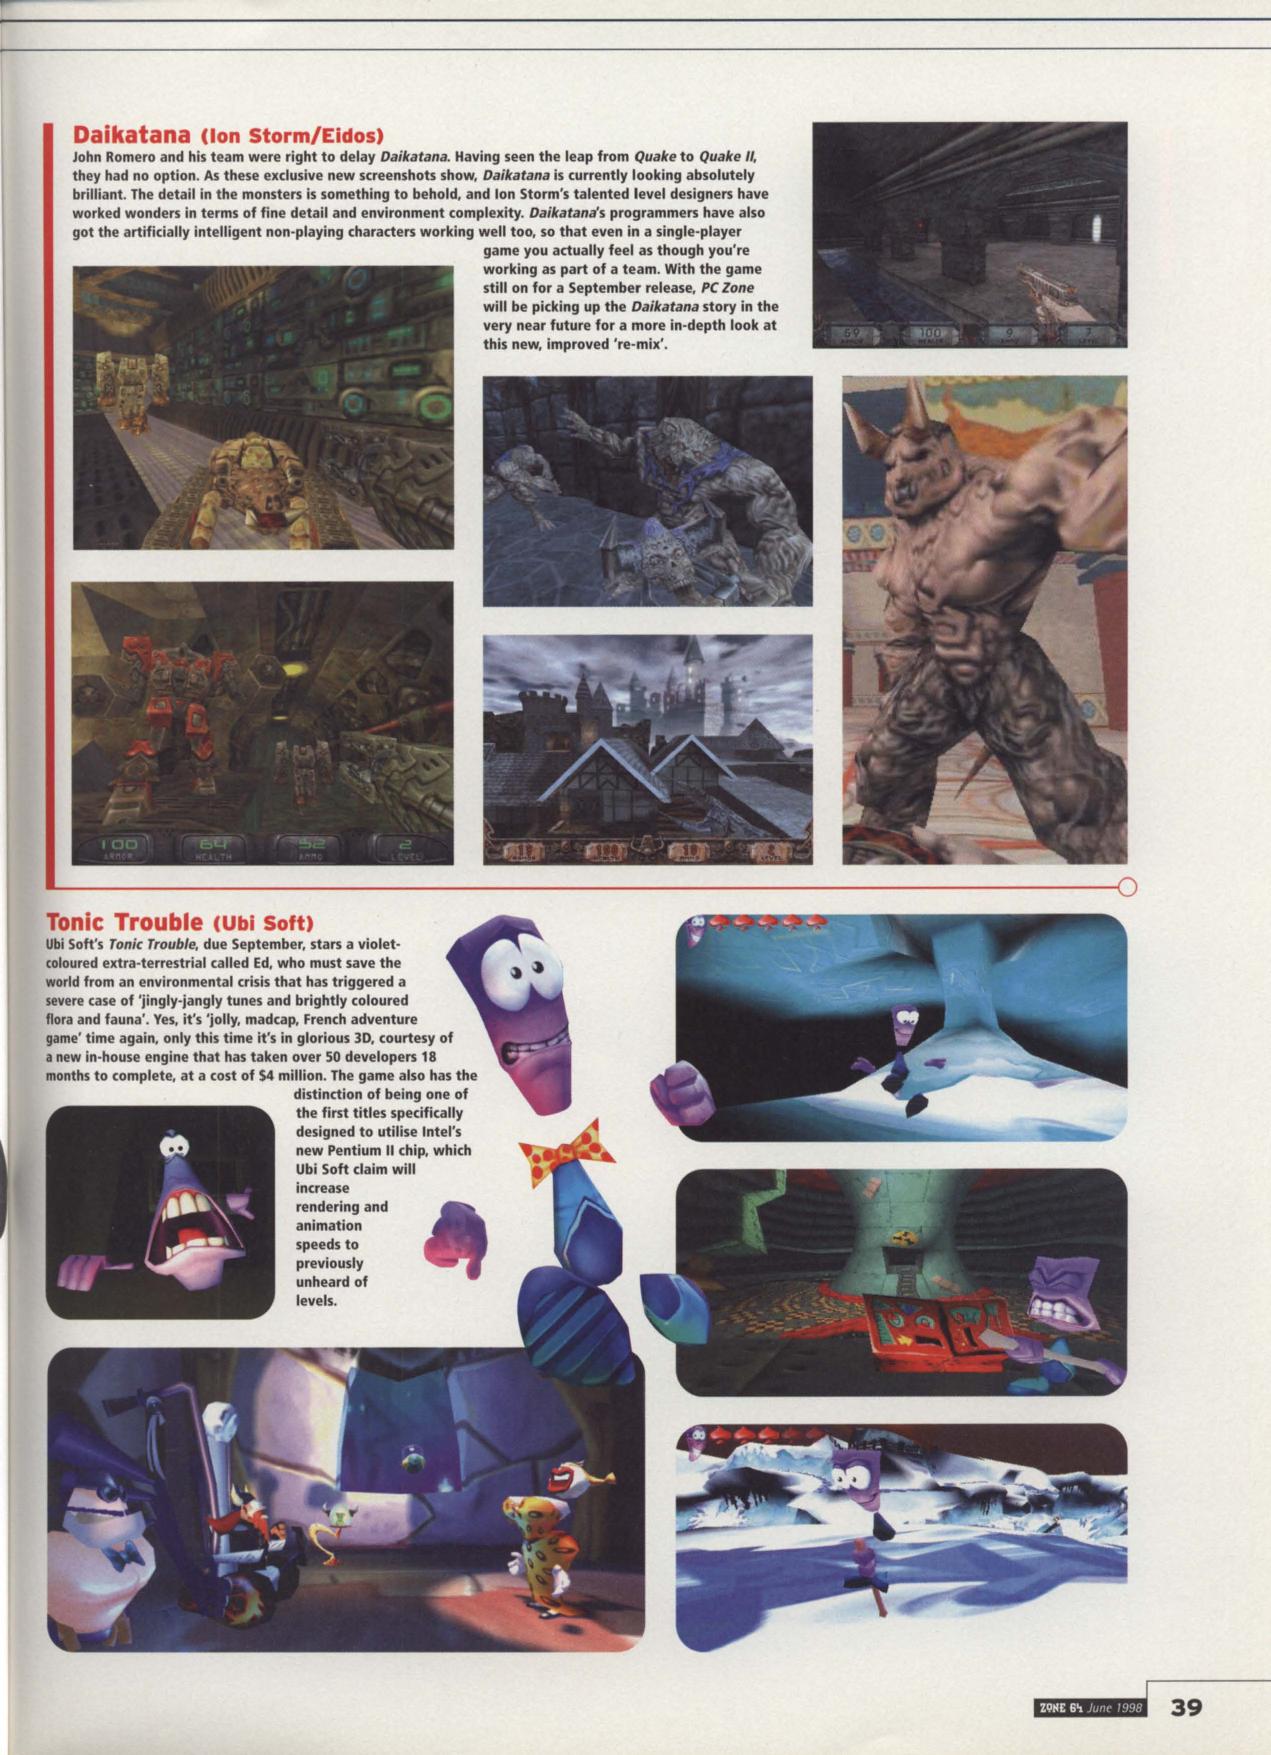 Daikatana (Ion Storm/Eidos)
John Romero and his team were right to delay Daikatana. Having seen the leap from Quake to Quake II,
they had no option. As these exclusive new screenshots show, Daikatana is currently looking absolutely
brilliant. The detail in the monsters is something to behold, and Ion Storm's talented level designers have
worked wonders in terms of fine detail and environment complexity. Daikatana's programmers have also
got the artificially intelligent non-playing characters working well too, so that even in a single-player
game you actually feel as though you're
working as part of a team. With the game
still on for a September release, PC Zone
will be picking up the Daikatana story in the
very near future for a more in-depth look at
this new, improved 're-mix'.
59 100 9 3
ARMOR HEALTH AMMO LEVEL
100 64 52 2
ARMOR HEALTH AMMO LEVEL
Tonic Trouble (Ubi Soft)
Ubi Soft's Tonic Trouble, due September, stars a violet-
coloured extra-terrestrial called Ed, who must save the
world from an environmental crisis that has triggered a
severe case of 'jingly-jangly tunes and brightly coloured
flora and fauna'. Yes, it's 'jolly, madcap, French adventure
game' time again, only this time it's in glorious 3D, courtesy of
a new in-house engine that has taken over 50 developers 18
months to complete, at a cost of $4 million. The game also has the
distinction of being one of
the first titles specifically
designed to utilise Intel's
new Pentium II chip, which
Ubi Soft claim will
increase
rendering and
animation
speeds to
previously
unheard of
levels.
ZONE 64 June 1998 39